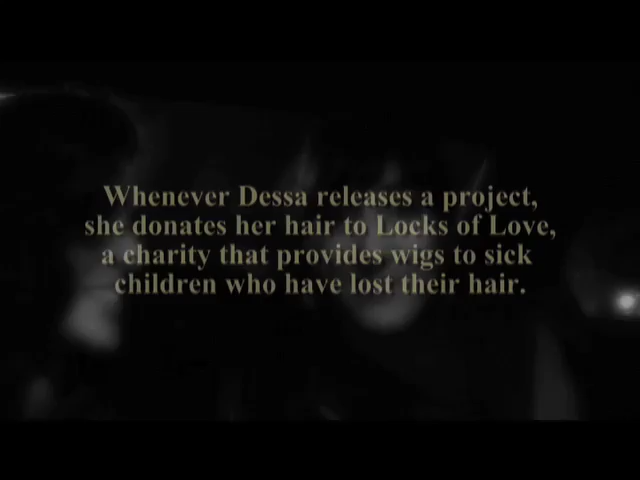 Whenever Dessa releases a project,
she donates her hair to Locks of Love,
a charity that provides wigs to sick
children who have lost their hair.